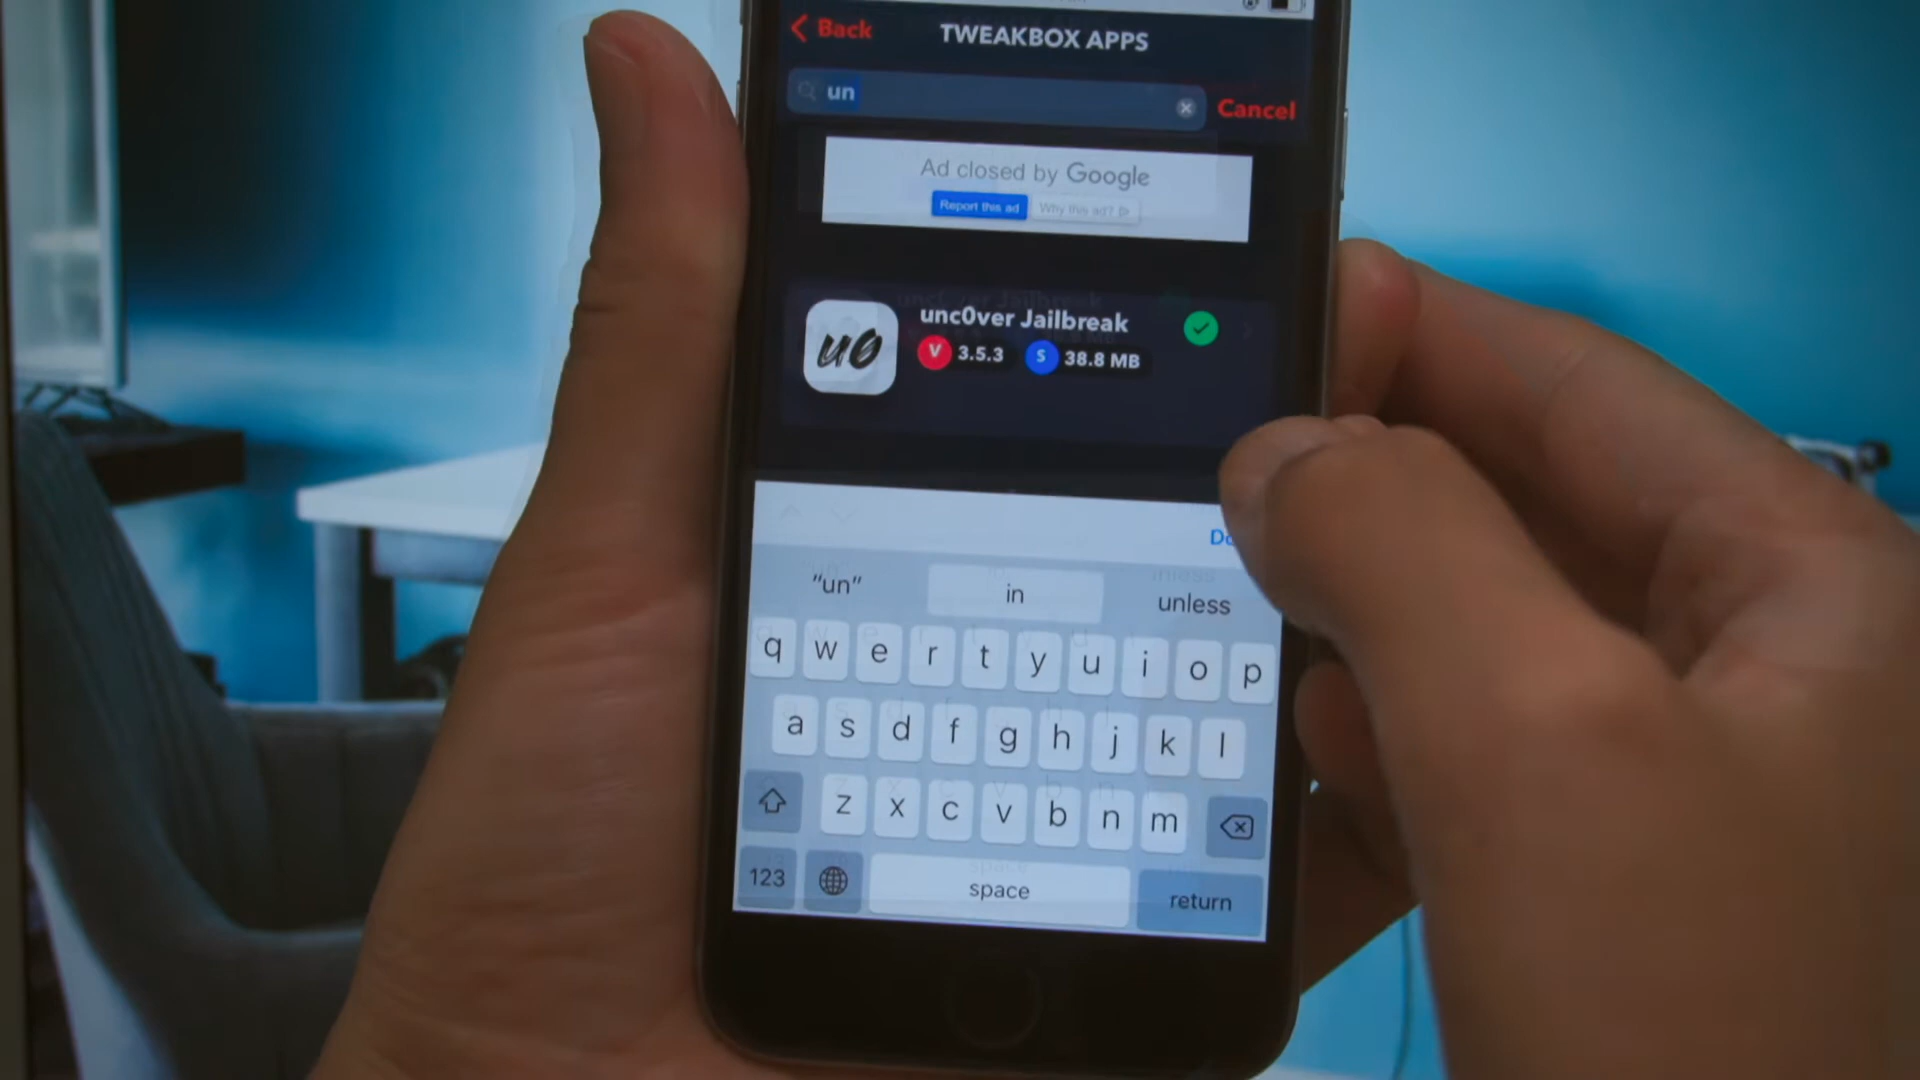 Back
TWEAKBOX APPS
un
Cancel
Ad closed by Google
Report this ad
Why this ad?
unc0ver Jailbreak
V 3.5.3 S 38.8 MB
u0
"un" in unless
q w e r t y u i o p
a s d f g h j k l
z x c v b n m
123 space return